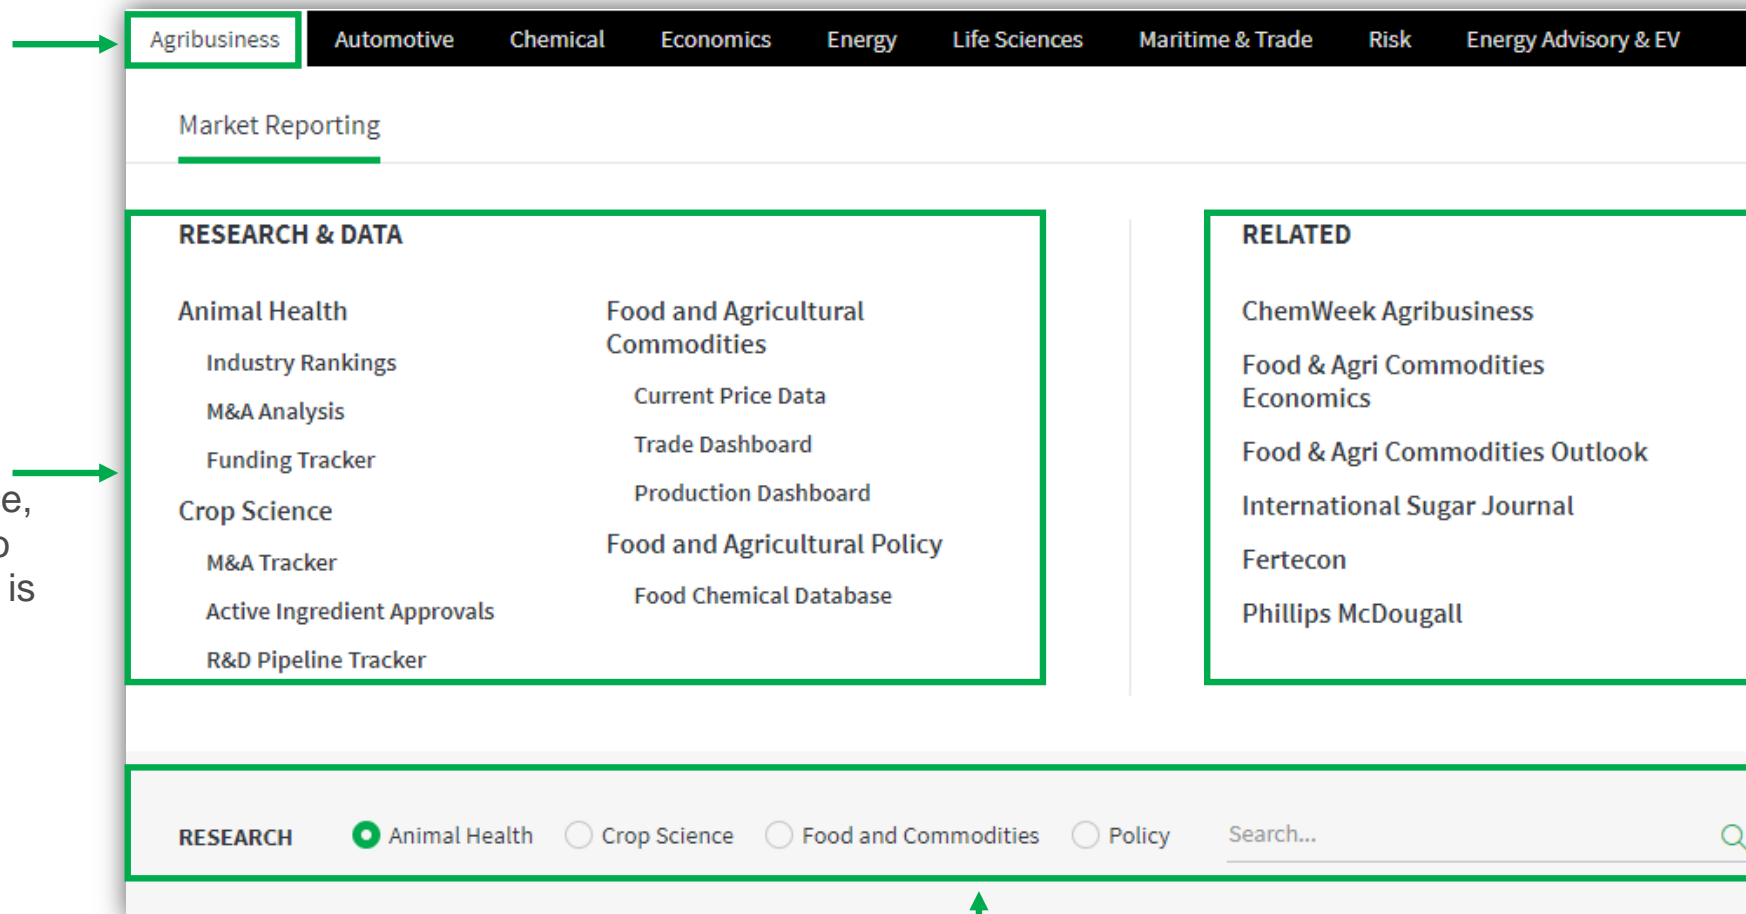 Agribusiness Automotive Chemical Economics Energy Life Sciences Maritime & Trade Risk Energy Advisory & EV
Market Reporting
RESEARCH & DATA
Animal Health
Industry Rankings
M&A Analysis
Funding Tracker
Crop Science
M&A Tracker
Active Ingredient Approvals
R&D Pipeline Tracker
Food and Agricultural
Commodities
Current Price Data
Trade Dashboard
Production Dashboard
Food and Agricultural Policy
Food Chemical Database
RELATED
ChemWeek Agribusiness
Food & Agri Commodities
Economics
Food & Agri Commodities Outlook
International Sugar Journal
Fertecon
Phillips McDougall
is
RESEARCH Animal Health Crop Science Food and Commodities Policy Search...